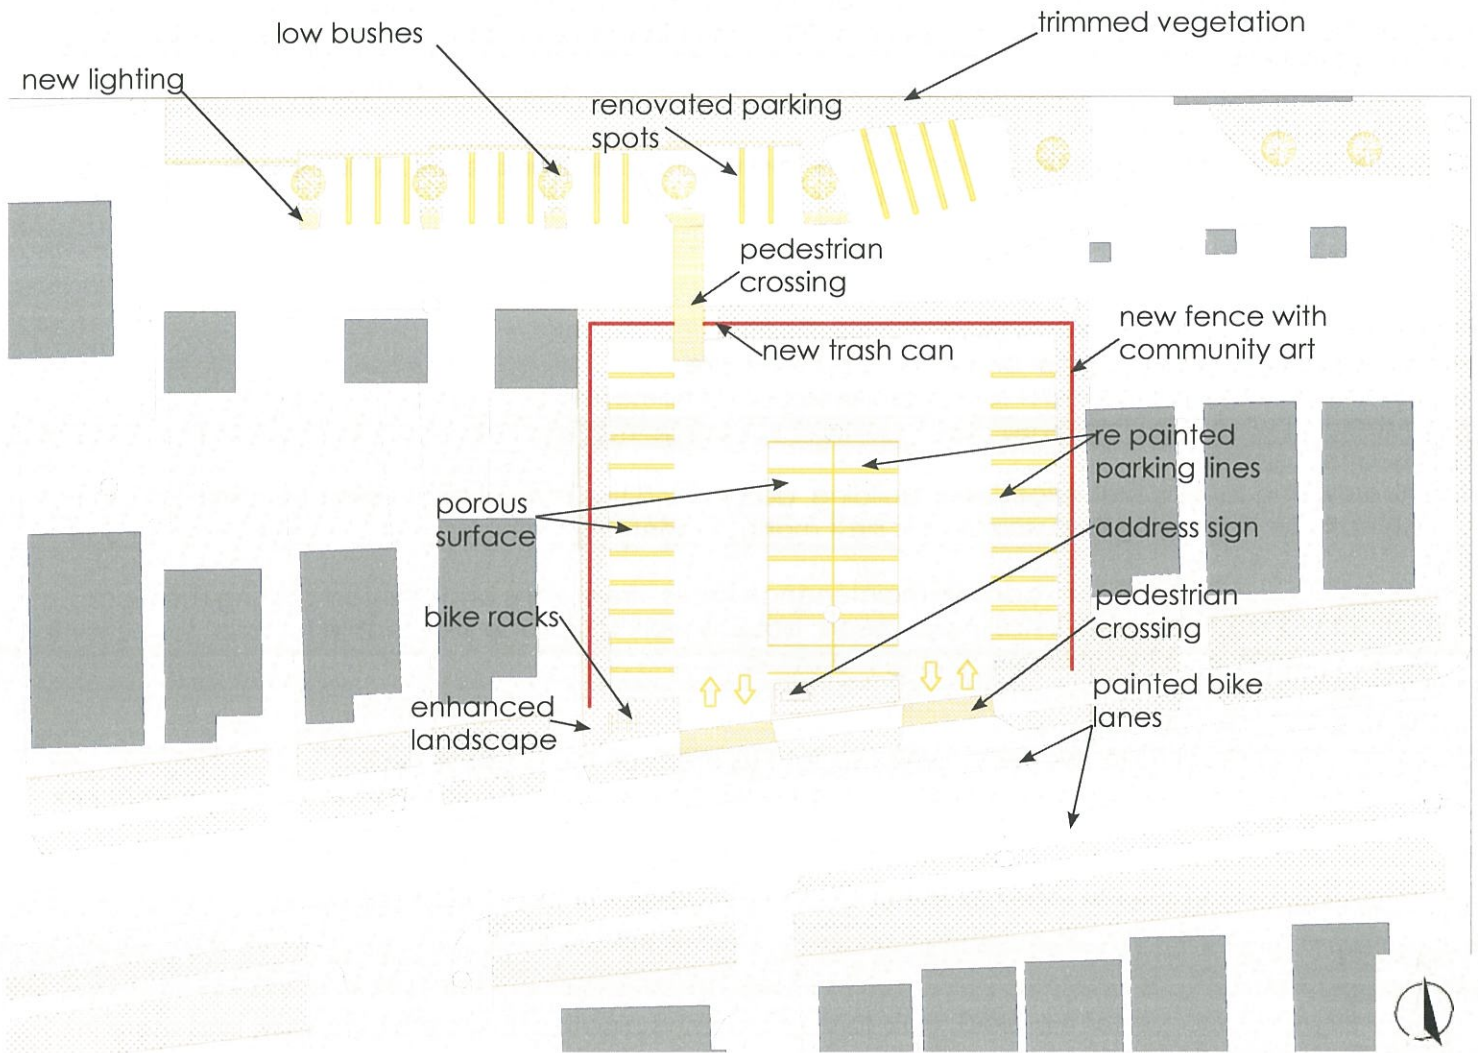 trimmed vegetation
low bushes
new lighting
renovated parking
spots
pedestrian
crossing
new fence with
community art
new trash can
re painted
parking lines
porous
surface
address sign
bike racks
pedestrian
crossing
painted bike
lanes
enhanced
landscape